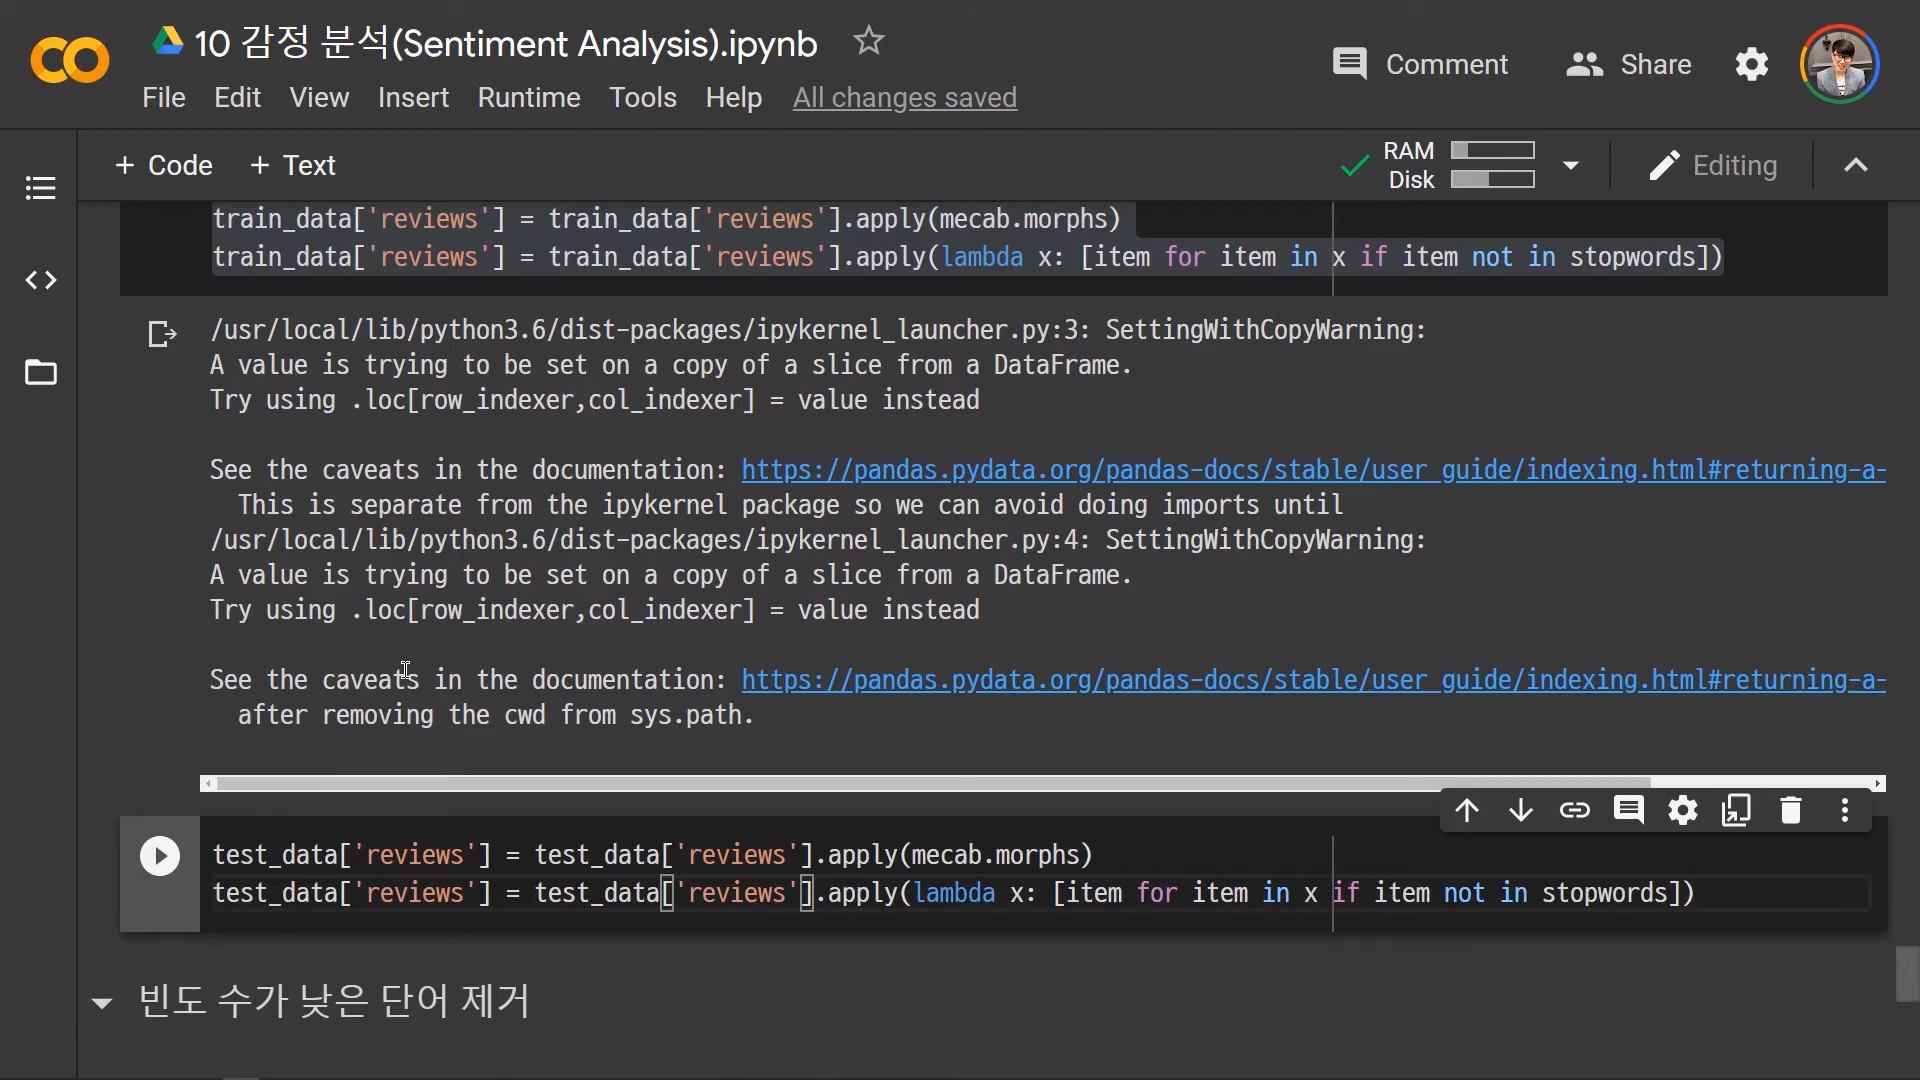 10 감정 분석(Sentiment Analysis).ipynb
Comment
Share
File Edit View Insert Runtime Tools Help All changes saved
+ Code + Text
RAM
Disk
Editing
train_data['reviews'] = train_data['reviews'].apply(mecab.morphs)
train_data['reviews'] = train_data['reviews'].apply(lambda x: [item for item in x if item not in stopwords])
/usr/local/lib/python3.6/dist-packages/ipykernel_launcher.py:3: SettingWithCopyWarning:
A value is trying to be set on a copy of a slice from a DataFrame.
Try using .loc[row_indexer,col_indexer] = value instead
See the caveats in the documentation: https://pandas.pydata.org/pandas-docs/stable/user_guide/indexing.html#returning-a-
This is separate from the ipykernel package so we can avoid doing imports until
/usr/local/lib/python3.6/dist-packages/ipykernel_launcher.py:4: SettingWithCopyWarning:
A value is trying to be set on a copy of a slice from a DataFrame.
Try using .loc[row_indexer,col_indexer] = value instead
See the caveats in the documentation: https://pandas.pydata.org/pandas-docs/stable/user_guide/indexing.html#returning-a-
after removing the cwd from sys.path.
test_data['reviews'] = test_data['reviews'].apply(mecab.morphs)
test_data['reviews'] = test_data['reviews'].apply(lambda x: [item for item in x if item not in stopwords])
빈도 수가 낮은 단어 제거